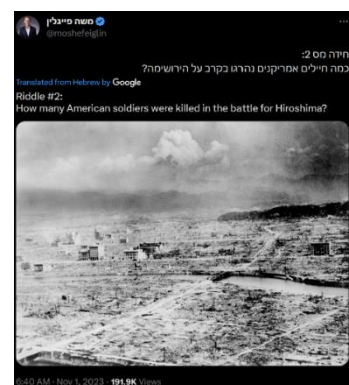 משה פייגלין
@moshefeiglin
חידה מס 2:
כמה חיילים אמריקנים נהרגו בקרב על הירושימה?
Translated from Hebrew by Google
Riddle #2:
How many American soldiers were killed in the battle for Hiroshima?
6:40 AM · Nov 1, 2023 · 191.9K Views